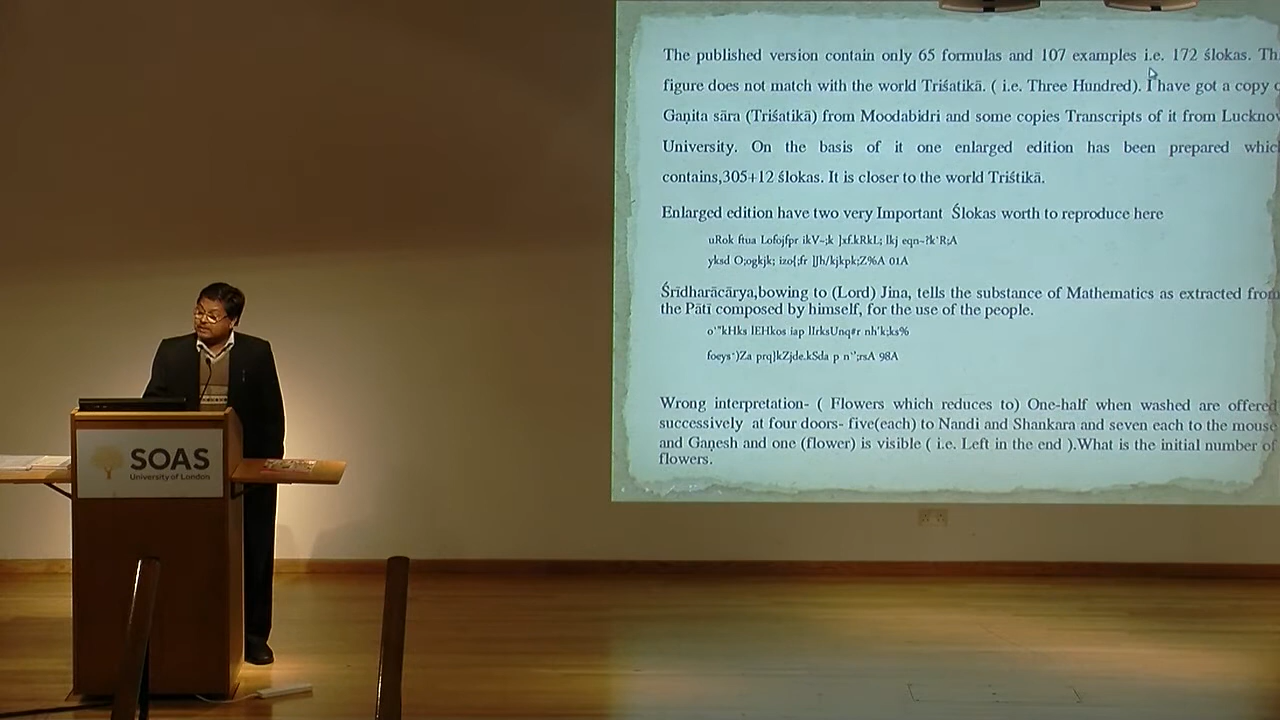 The published version contain only 65 formulas and 107 examples i.e. 172 ślokas.
figure does not match with the world Triśatikā. ( i.e. Three Hundred). I have got a copy
Gaṇita sāra (Triśatikā) from Moodabidri and some copies Transcripts of it from
University. On the basis of it one enlarged edition has been prepared
contains,305+12 ślokas. It is closer to the world Triśtikā.
Enlarged edition have two very Important Ślokas worth to reproduce here
Śrīdharācārya,bowing to (Lord) Jina, tells the substance of Mathematics as extracted from
the Pātī composed by himself, for the use of the people.
Wrong interpretation- ( Flowers which reduces to) One-half when washed are offered
successively at four doors- five(each) to Nandi and Shankara and seven each to the mouse
and Gaṇesh and one (flower) is visible ( i.e. Left in the end ).What is the initial number of
flowers.
SOAS
University of London